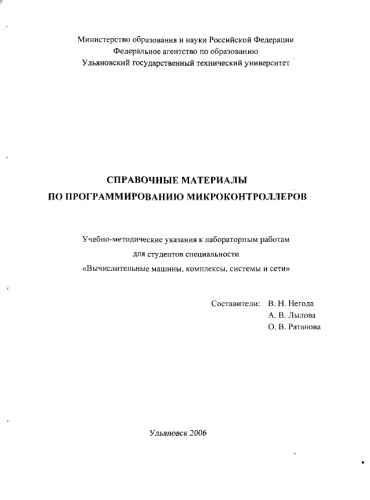 Министерство образования и науки Российской Федерации
Федеральное агентство по образованию
Ульяновский государственный технический университет
СПРАВОЧНЫЕ МАТЕРИАЛЫ
ПО ПРОГРАММИРОВАНИЮ МИКРОКОНТРОЛЛЕРОВ
Учебно-методические указания к лабораторным работам
для студентов специальности
«Вычислительные машины, комплексы, системы и сети»
Составители: В. Н. Негода
А. В. Лылова
О. В. Ратанова
Ульяновск 2006